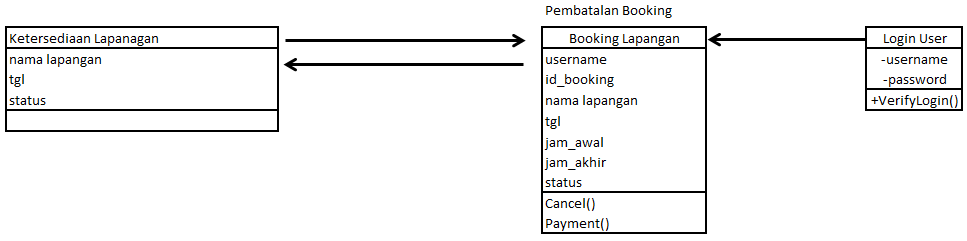 Pembatalan Booking
Ketersediaan Lapanagan
nama lapangan
tgl
status
Booking Lapangan
username
id_booking
nama lapangan
tgl
jam_awal
jam_akhir
status
Cancel()
Payment()
Login User
-username
-password
+VerifyLogin()